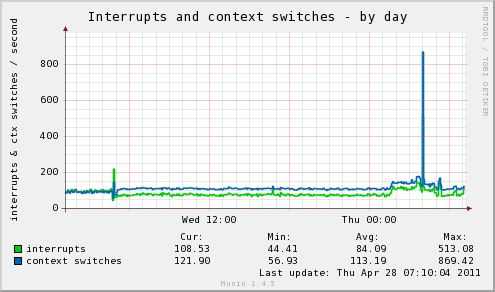 Interrupts and context switches - by day
RRDTOOL / TOBI OETIKER
interrupts & ctx switches / second
800
600
400
200
0
Wed 12:00 Thu 00:00
Cur: Min: Avg: Max:
interrupts 108.53 44.41 84.09 513.08
context switches 121.90 56.93 113.19 869.42
Last update: Thu Apr 28 07:10:04 2011
Munin 1.4.5